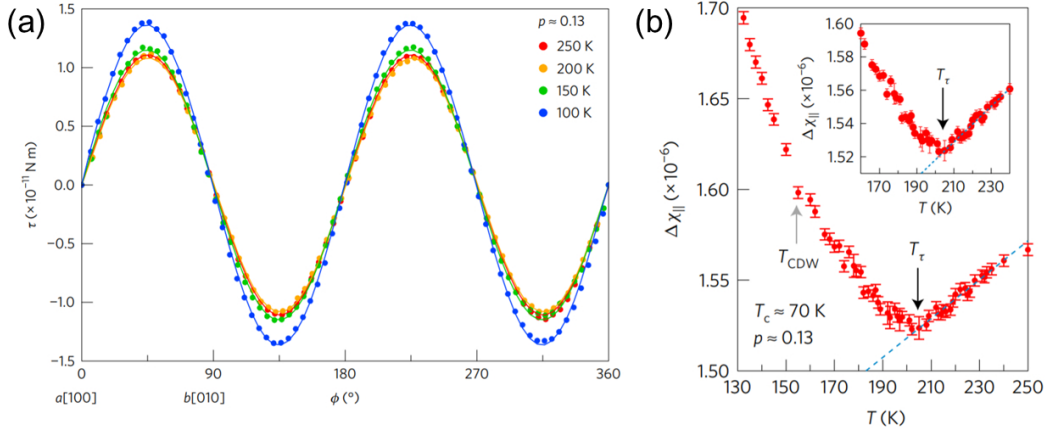 (a)
1.5
1.0
0.5
0.0
−0.5
−1.0
−1.5
τ (× 10⁻¹¹ N m)
p ≈ 0.13
250 K
200 K
150 K
100 K
0 90 180 270 360
a[100] b[010] ϕ (°)
(b)
1.70
1.65
1.60
1.55
1.50
Δχ|| (× 10⁻⁶)
1.60
1.58
1.56
1.54
1.52
Δχ|| (× 10⁻⁶)
Tτ
170 190 210 230
T (K)
TCDW
Tτ
Tc ≈ 70 K
p ≈ 0.13
130 150 170 190 210 230 250
T (K)